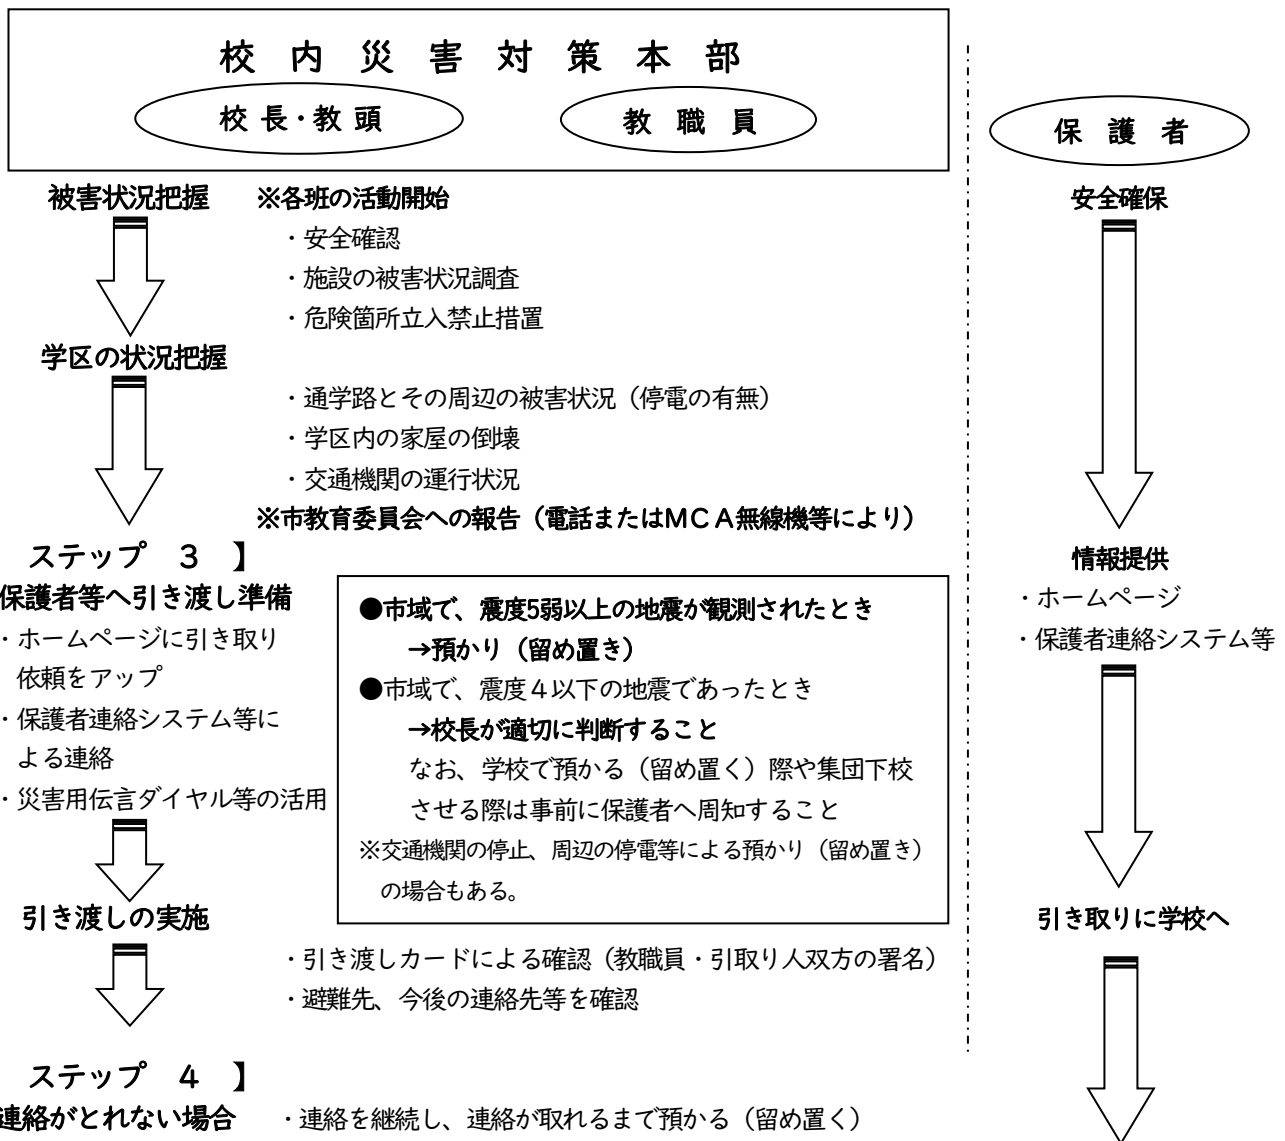 校内災害対策本部
校長・教頭
教職員
保護者
被害状況把握
※各班の活動開始
・安全確認
・施設の被害状況調査
・危険箇所立入禁止措置
学区の状況把握
・通学路とその周辺の被害状況（停電の有無）
・学区内の家屋の倒壊
・交通機関の運行状況
※市教育委員会への報告（電話またはＭＣＡ無線機等により）
ステップ　３　】
保護者等へ引き渡し準備
・ホームページに引き取り
依頼をアップ
・保護者連絡システム等に
よる連絡
・災害用伝言ダイヤル等の活用
●市域で、震度5弱以上の地震が観測されたとき
→預かり（留め置き）
●市域で、震度４以下の地震であったとき
→校長が適切に判断すること
なお、学校で預かる（留め置く）際や集団下校
させる際は事前に保護者へ周知すること
※交通機関の停止、周辺の停電等による預かり（留め置き）
の場合もある。
引き渡しの実施
・引き渡しカードによる確認（教職員・引取り人双方の署名）
・避難先、今後の連絡先等を確認
ステップ　４　】
連絡がとれない場合
・連絡を継続し、連絡が取れるまで預かる（留め置く）
安全確保
情報提供
・ホームページ
・保護者連絡システム等
引き取りに学校へ